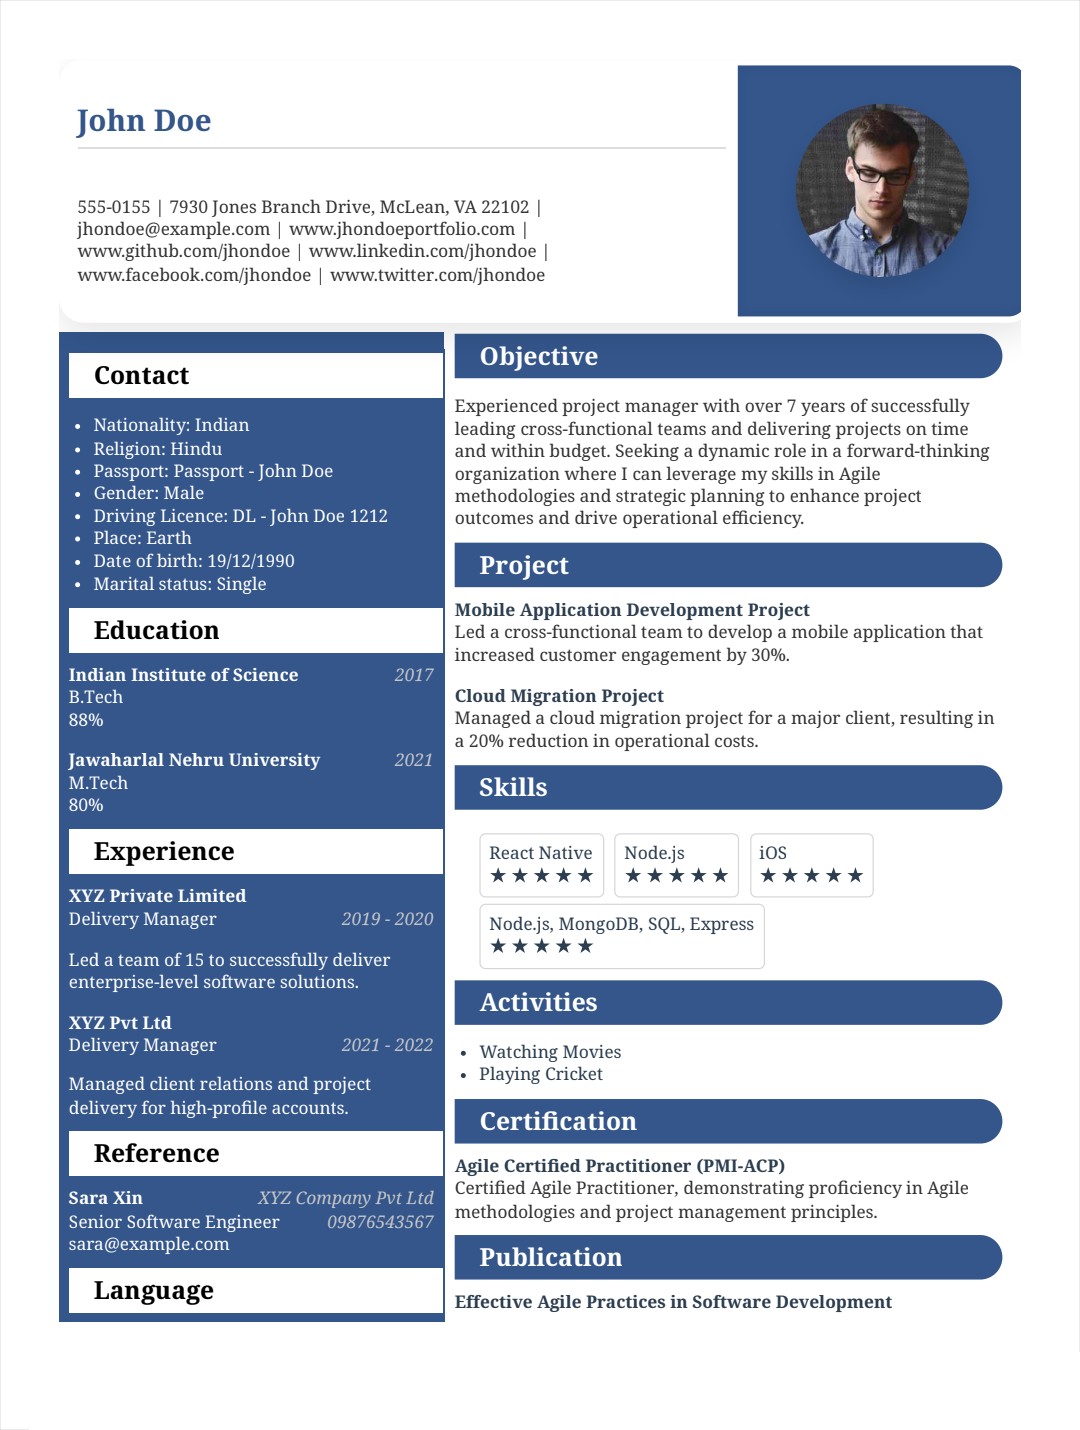 John Doe
555-0155 | 7930 Jones Branch Drive, McLean, VA 22102 |
jhondoe@example.com | www.jhondoeportfolio.com |
www.github.com/jhondoe | www.linkedin.com/jhondoe |
www.facebook.com/jhondoe | www.twitter.com/jhondoe
Contact
• Nationality: Indian
• Religion: Hindu
• Passport: Passport - John Doe
• Gender: Male
• Driving Licence: DL - John Doe 1212
• Place: Earth
• Date of birth: 19/12/1990
• Marital status: Single
Education
Indian Institute of Science 2017
B.Tech
88%
Jawaharlal Nehru University 2021
M.Tech
80%
Experience
XYZ Private Limited
Delivery Manager 2019 - 2020
Led a team of 15 to successfully deliver
enterprise-level software solutions.
XYZ Pvt Ltd
Delivery Manager 2021 - 2022
Managed client relations and project
delivery for high-profile accounts.
Reference
Sara Xin XYZ Company Pvt Ltd
Senior Software Engineer 09876543567
sara@example.com
Language
Objective
Experienced project manager with over 7 years of successfully
leading cross-functional teams and delivering projects on time
and within budget. Seeking a dynamic role in a forward-thinking
organization where I can leverage my skills in Agile
methodologies and strategic planning to enhance project
outcomes and drive operational efficiency.
Project
Mobile Application Development Project
Led a cross-functional team to develop a mobile application that
increased customer engagement by 30%.
Cloud Migration Project
Managed a cloud migration project for a major client, resulting in
a 20% reduction in operational costs.
Skills
React Native Node.js iOS
★★★★★ ★★★★★ ★★★★★
Node.js, MongoDB, SQL, Express
★★★★★
Activities
• Watching Movies
• Playing Cricket
Certification
Agile Certified Practitioner (PMI-ACP)
Certified Agile Practitioner, demonstrating proficiency in Agile
methodologies and project management principles.
Publication
Effective Agile Practices in Software Development